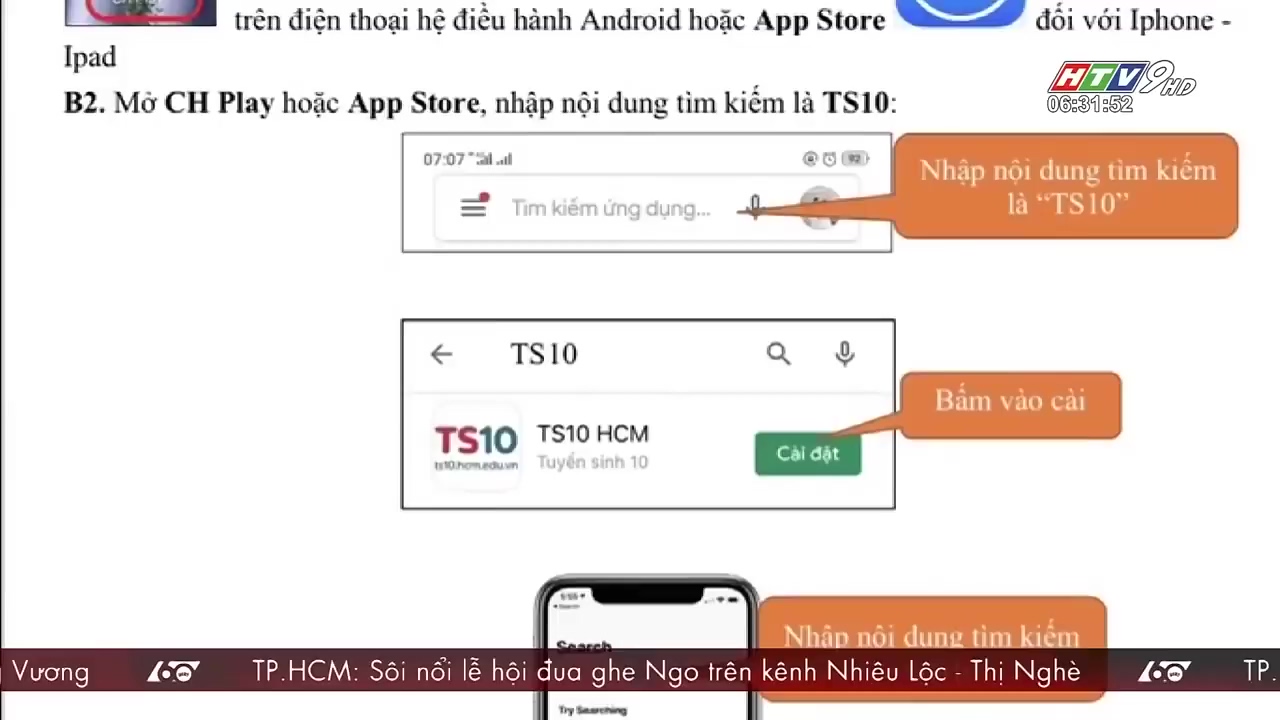 trên điện thoại hệ điều hành Android hoặc App Store đối với Iphone -
Ipad
B2. Mở CH Play hoặc App Store, nhập nội dung tìm kiếm là TS10:
HTV9HD
06:31:52
07:07
92
Tìm kiếm ứng dụng...
Nhập nội dung tìm kiếm
là “TS10”
TS10
TS10
ts10.hcm.edu.vn
TS10 HCM
Tuyển sinh 10
Cài đặt
Bấm vào cài
Search
Nhập nội dung tìm kiếm
Vương
TP.HCM: Sôi nổi lễ hội đua ghe Ngo trên kênh Nhiêu Lộc - Thị Nghè
TP.
Try Searching